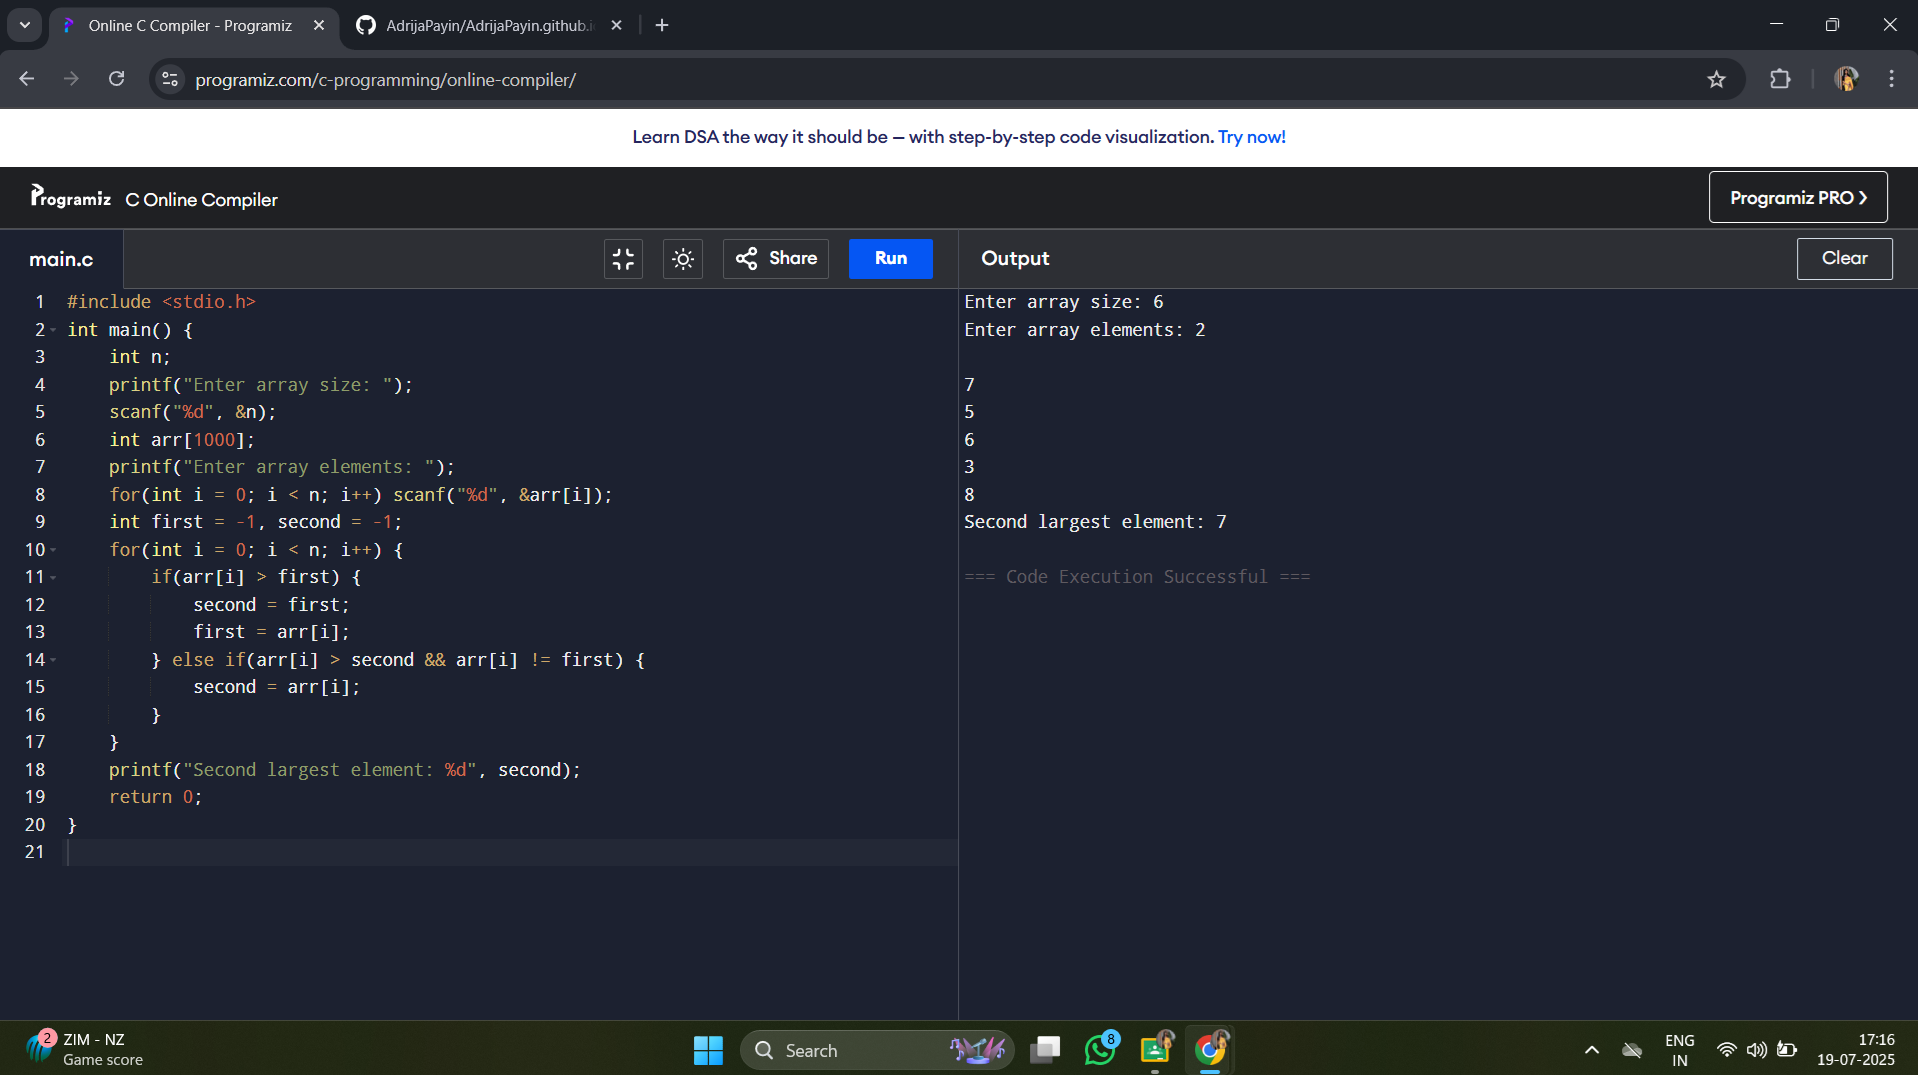 Online C Compiler - Programiz
AdrijaPayin/AdrijaPayin.github.i
programiz.com/c-programming/online-compiler/
Learn DSA the way it should be — with step-by-step code visualization. Try now!
Programiz C Online Compiler
Programiz PRO ❯
main.c
Share
Run
Output
Clear
1 #include <stdio.h>
2 int main() {
3     int n;
4     printf("Enter array size: ");
5     scanf("%d", &n);
6     int arr[1000];
7     printf("Enter array elements: ");
8     for(int i = 0; i < n; i++) scanf("%d", &arr[i]);
9     int first = -1, second = -1;
10     for(int i = 0; i < n; i++) {
11         if(arr[i] > first) {
12             second = first;
13             first = arr[i];
14         } else if(arr[i] > second && arr[i] != first) {
15             second = arr[i];
16         }
17     }
18     printf("Second largest element: %d", second);
19     return 0;
20 }
21
Enter array size: 6
Enter array elements: 2
7
5
6
3
8
Second largest element: 7
=== Code Execution Successful ===
2
ZIM - NZ
Game score
Search
8
ENG
IN
17:16
19-07-2025